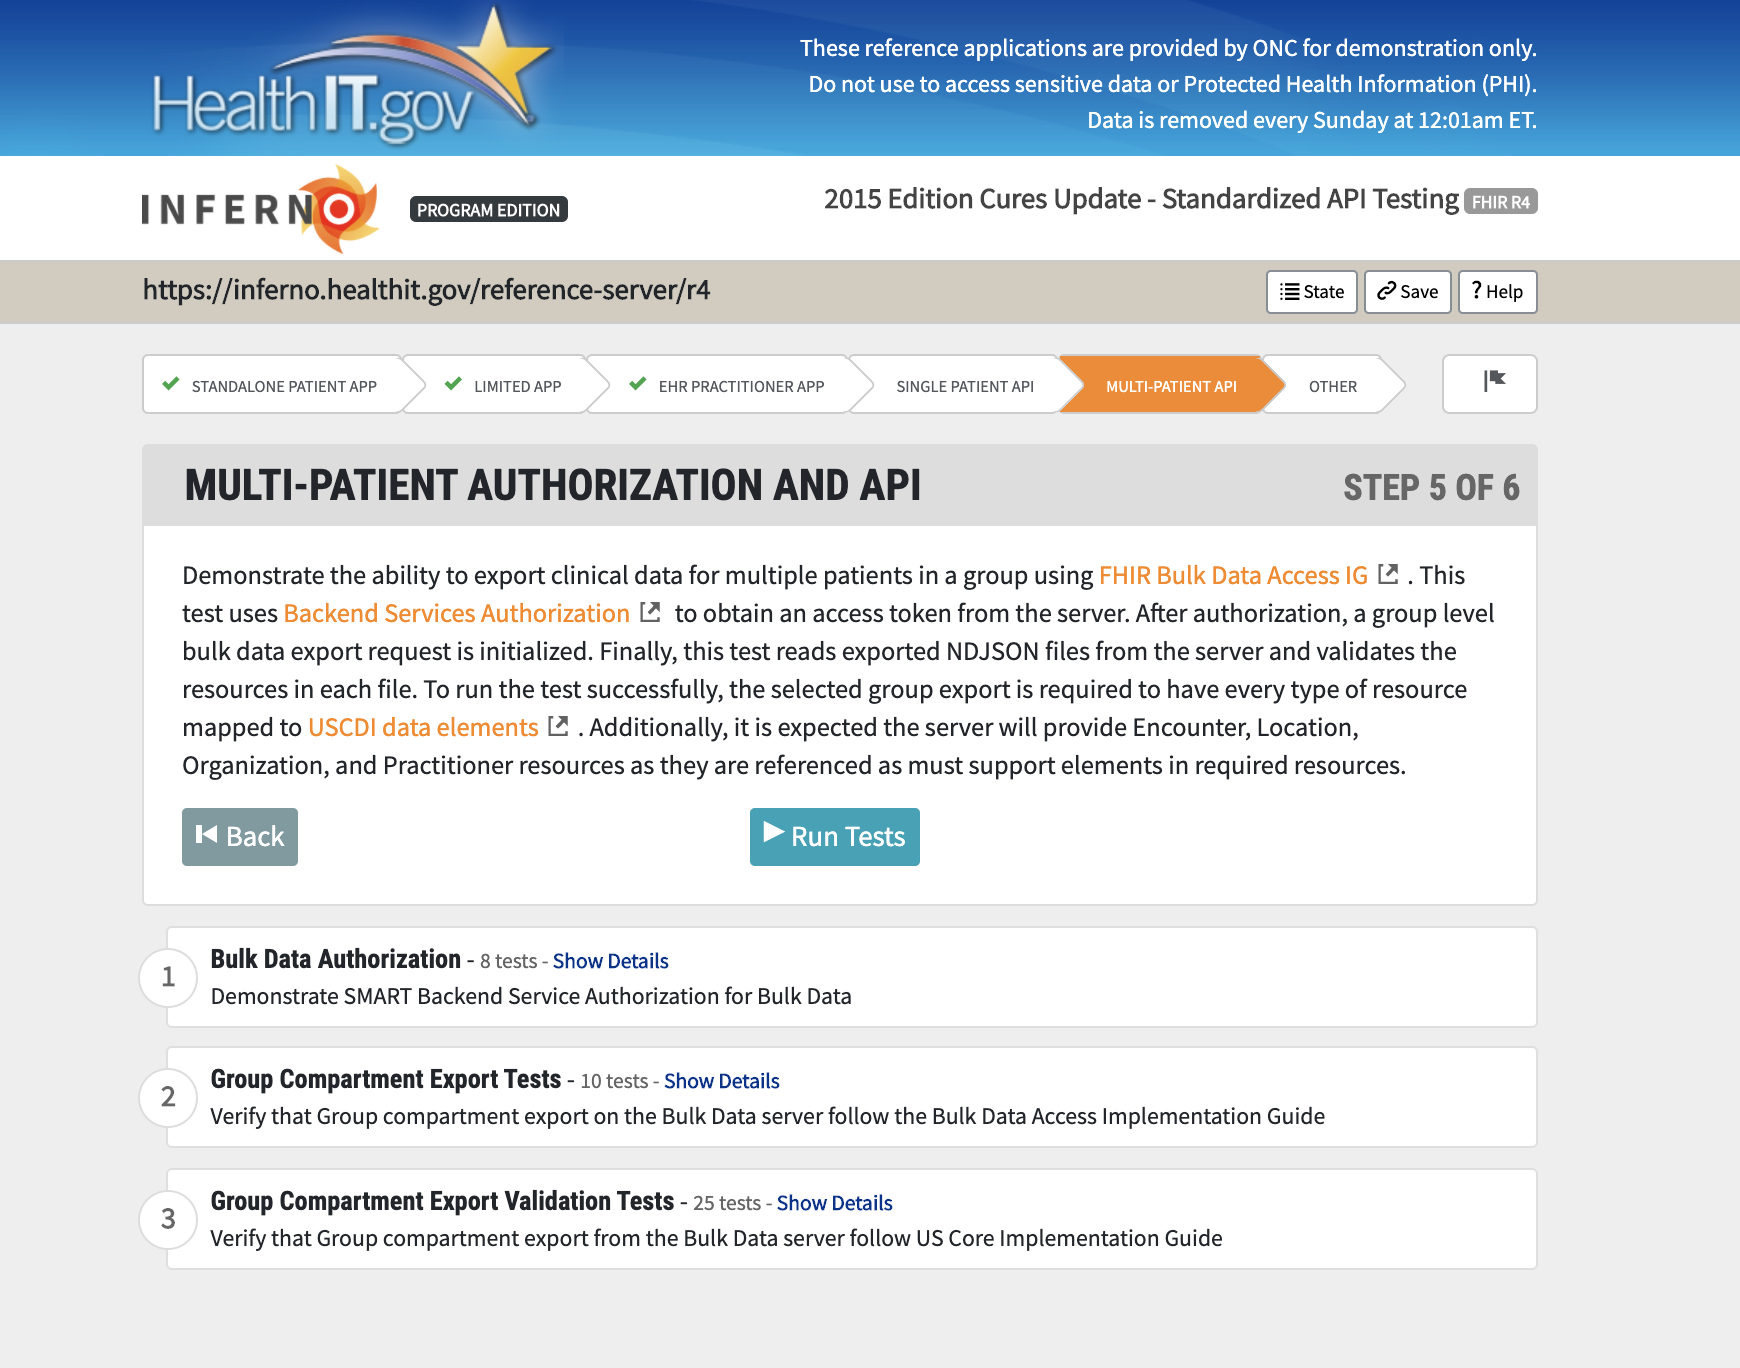 HealthIT.gov
These reference applications are provided by ONC for demonstration only.
Do not use to access sensitive data or Protected Health Information (PHI).
Data is removed every Sunday at 12:01am ET.
INFERNO PROGRAM EDITION
2015 Edition Cures Update - Standardized API Testing FHIR R4
https://inferno.healthit.gov/reference-server/r4
State Save ? Help
STANDALONE PATIENT APP LIMITED APP EHR PRACTITIONER APP SINGLE PATIENT API MULTI-PATIENT API OTHER
MULTI-PATIENT AUTHORIZATION AND API STEP 5 OF 6
Demonstrate the ability to export clinical data for multiple patients in a group using FHIR Bulk Data Access IG . This
test uses Backend Services Authorization to obtain an access token from the server. After authorization, a group level
bulk data export request is initialized. Finally, this test reads exported NDJSON files from the server and validates the
resources in each file. To run the test successfully, the selected group export is required to have every type of resource
mapped to USCDI data elements . Additionally, it is expected the server will provide Encounter, Location,
Organization, and Practitioner resources as they are referenced as must support elements in required resources.
Back Run Tests
1
Bulk Data Authorization - 8 tests - Show Details
Demonstrate SMART Backend Service Authorization for Bulk Data
2
Group Compartment Export Tests - 10 tests - Show Details
Verify that Group compartment export on the Bulk Data server follow the Bulk Data Access Implementation Guide
3
Group Compartment Export Validation Tests - 25 tests - Show Details
Verify that Group compartment export from the Bulk Data server follow US Core Implementation Guide